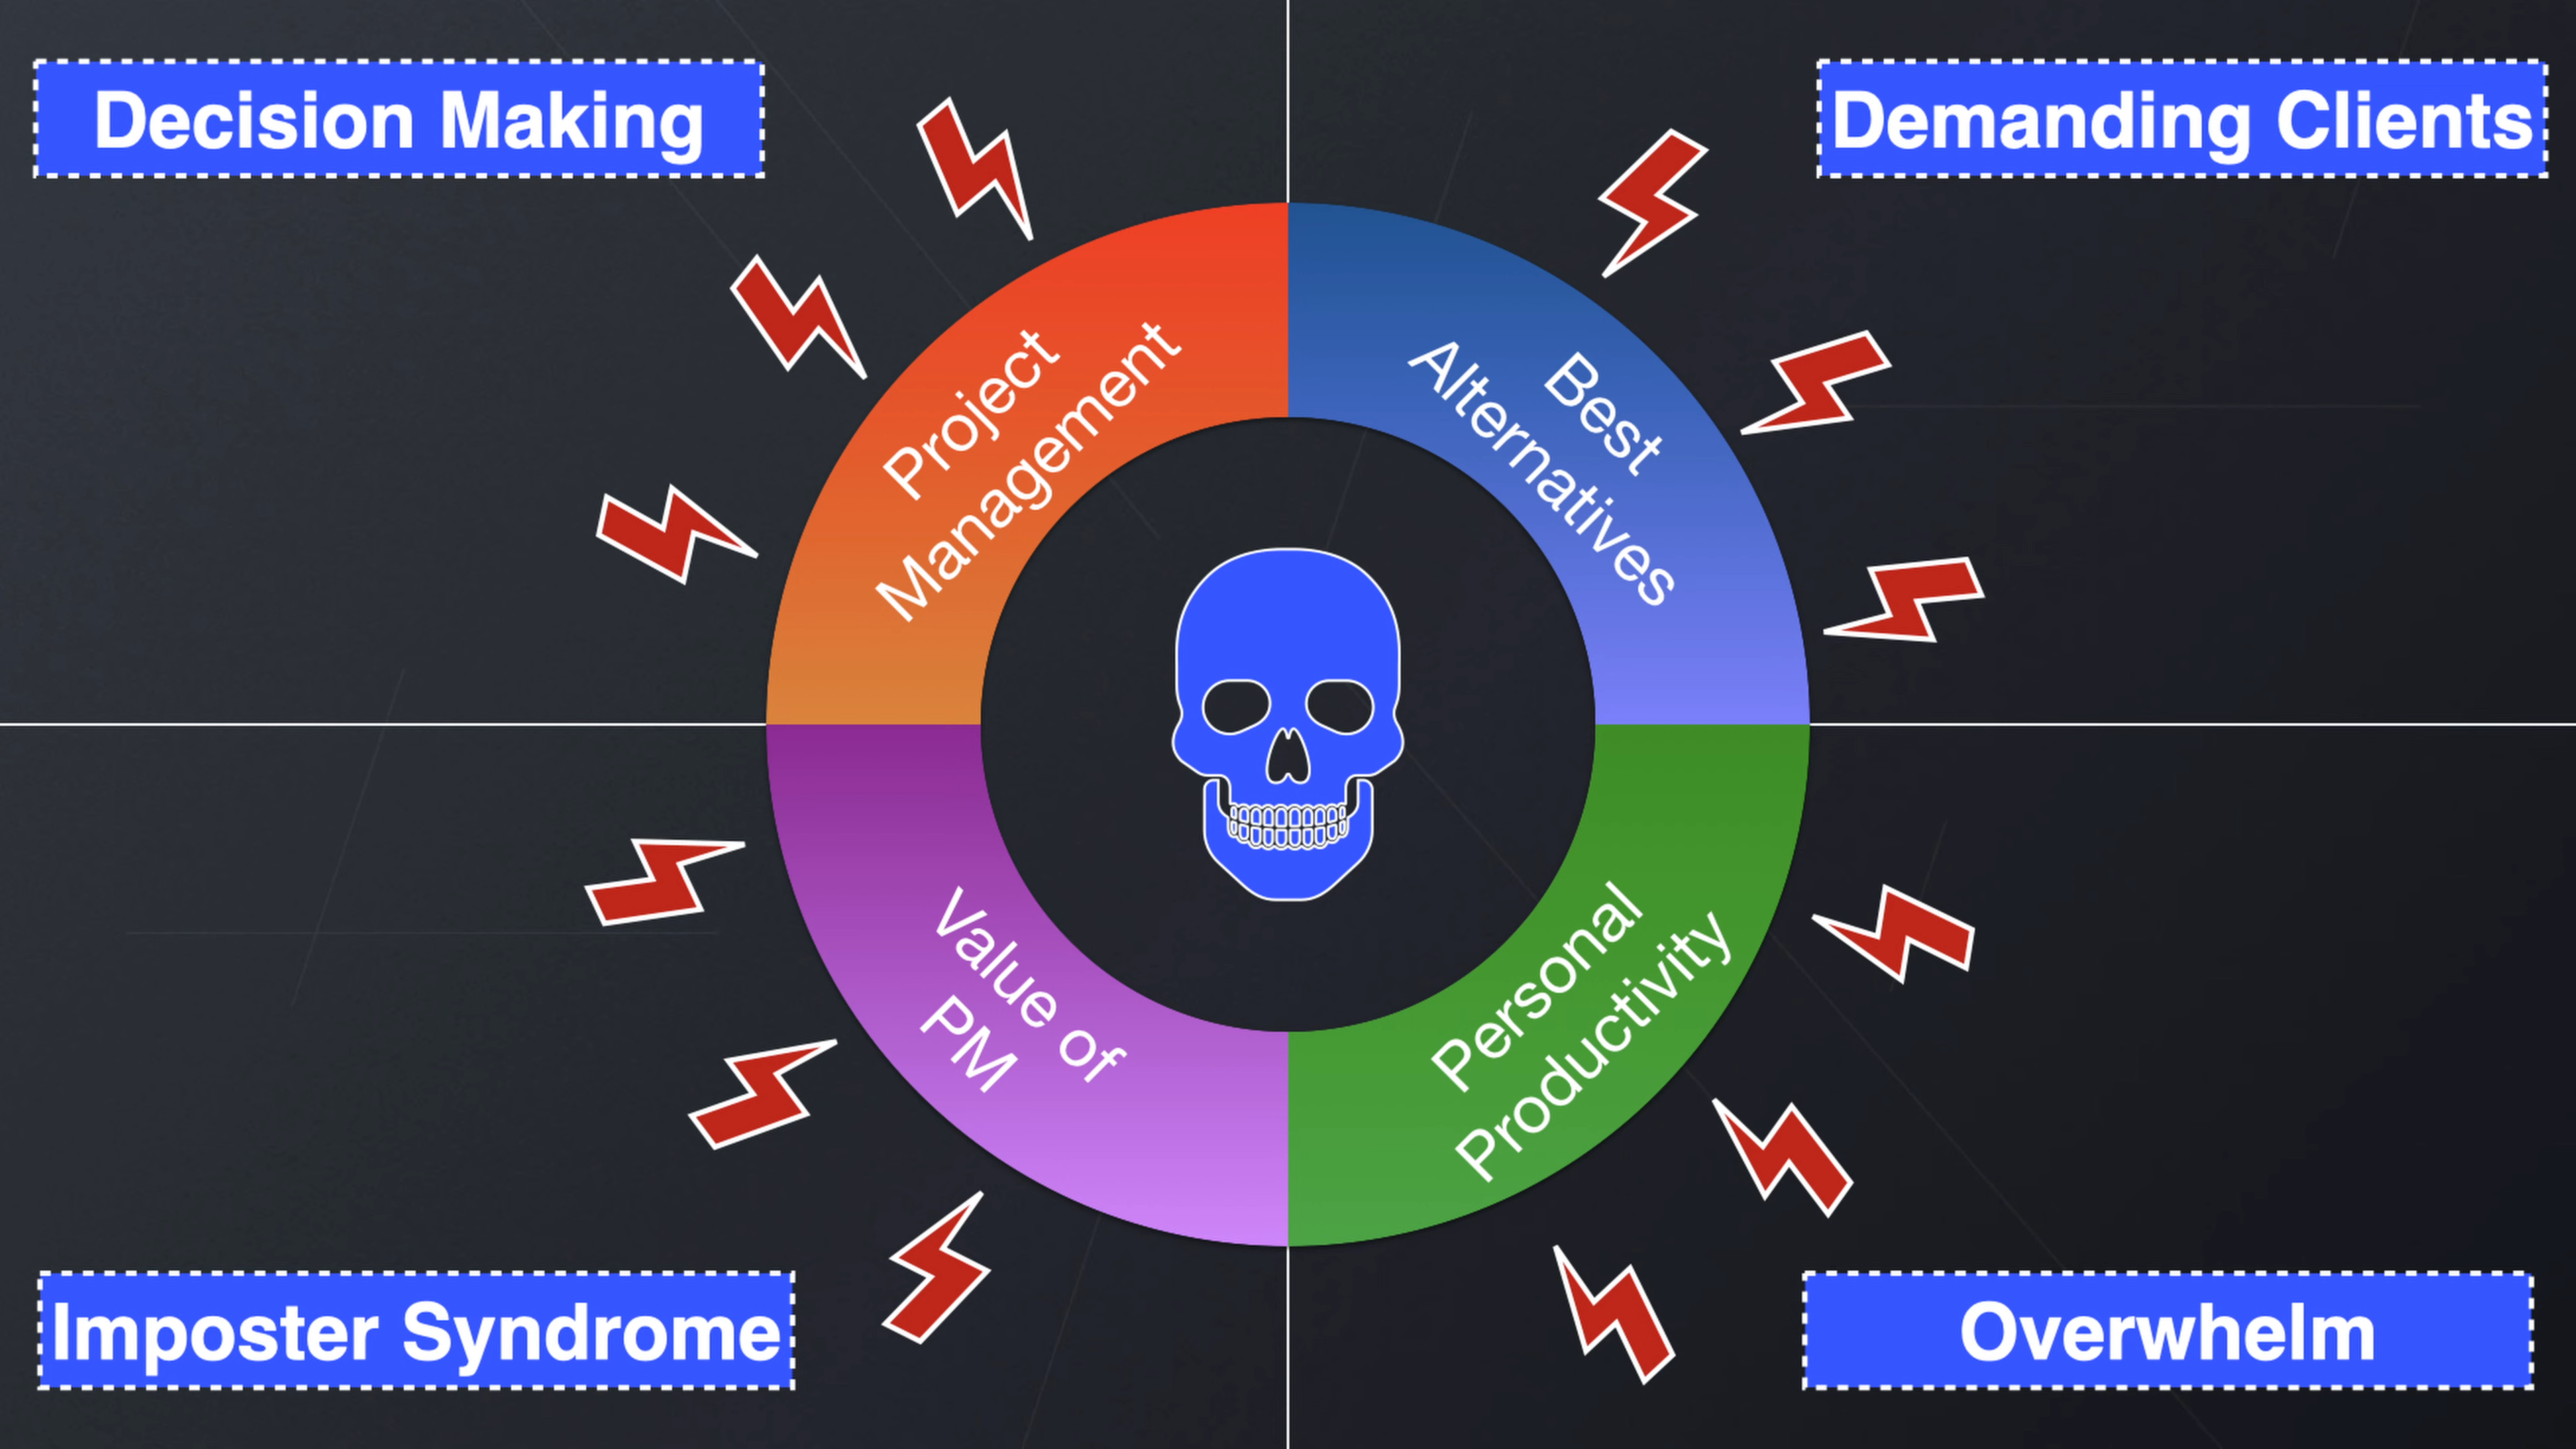 Decision Making
Demanding Clients
Project
Management
Best
Alternatives
Value of
PM
Personal
Productivity
Imposter Syndrome
Overwhelm